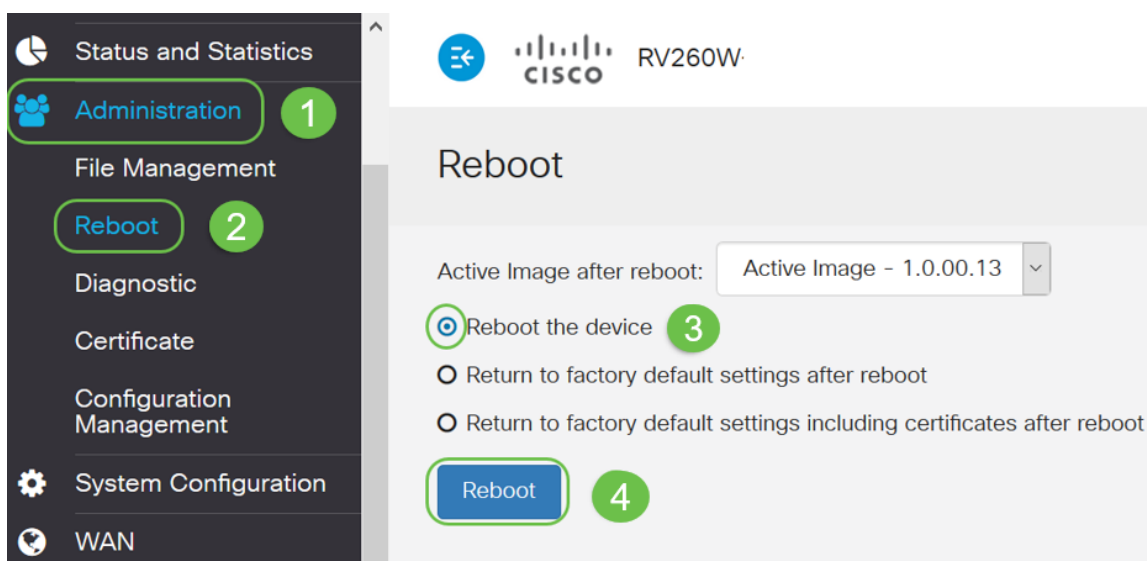 Status and Statistics
Administration
1
File Management
Reboot
2
Diagnostic
Certificate
Configuration
Management
System Configuration
WAN
CISCO
RV260W
Reboot
Active Image after reboot:
Active Image - 1.0.00.13
Reboot the device
3
Return to factory default settings after reboot
Return to factory default settings including certificates after reboot
Reboot
4